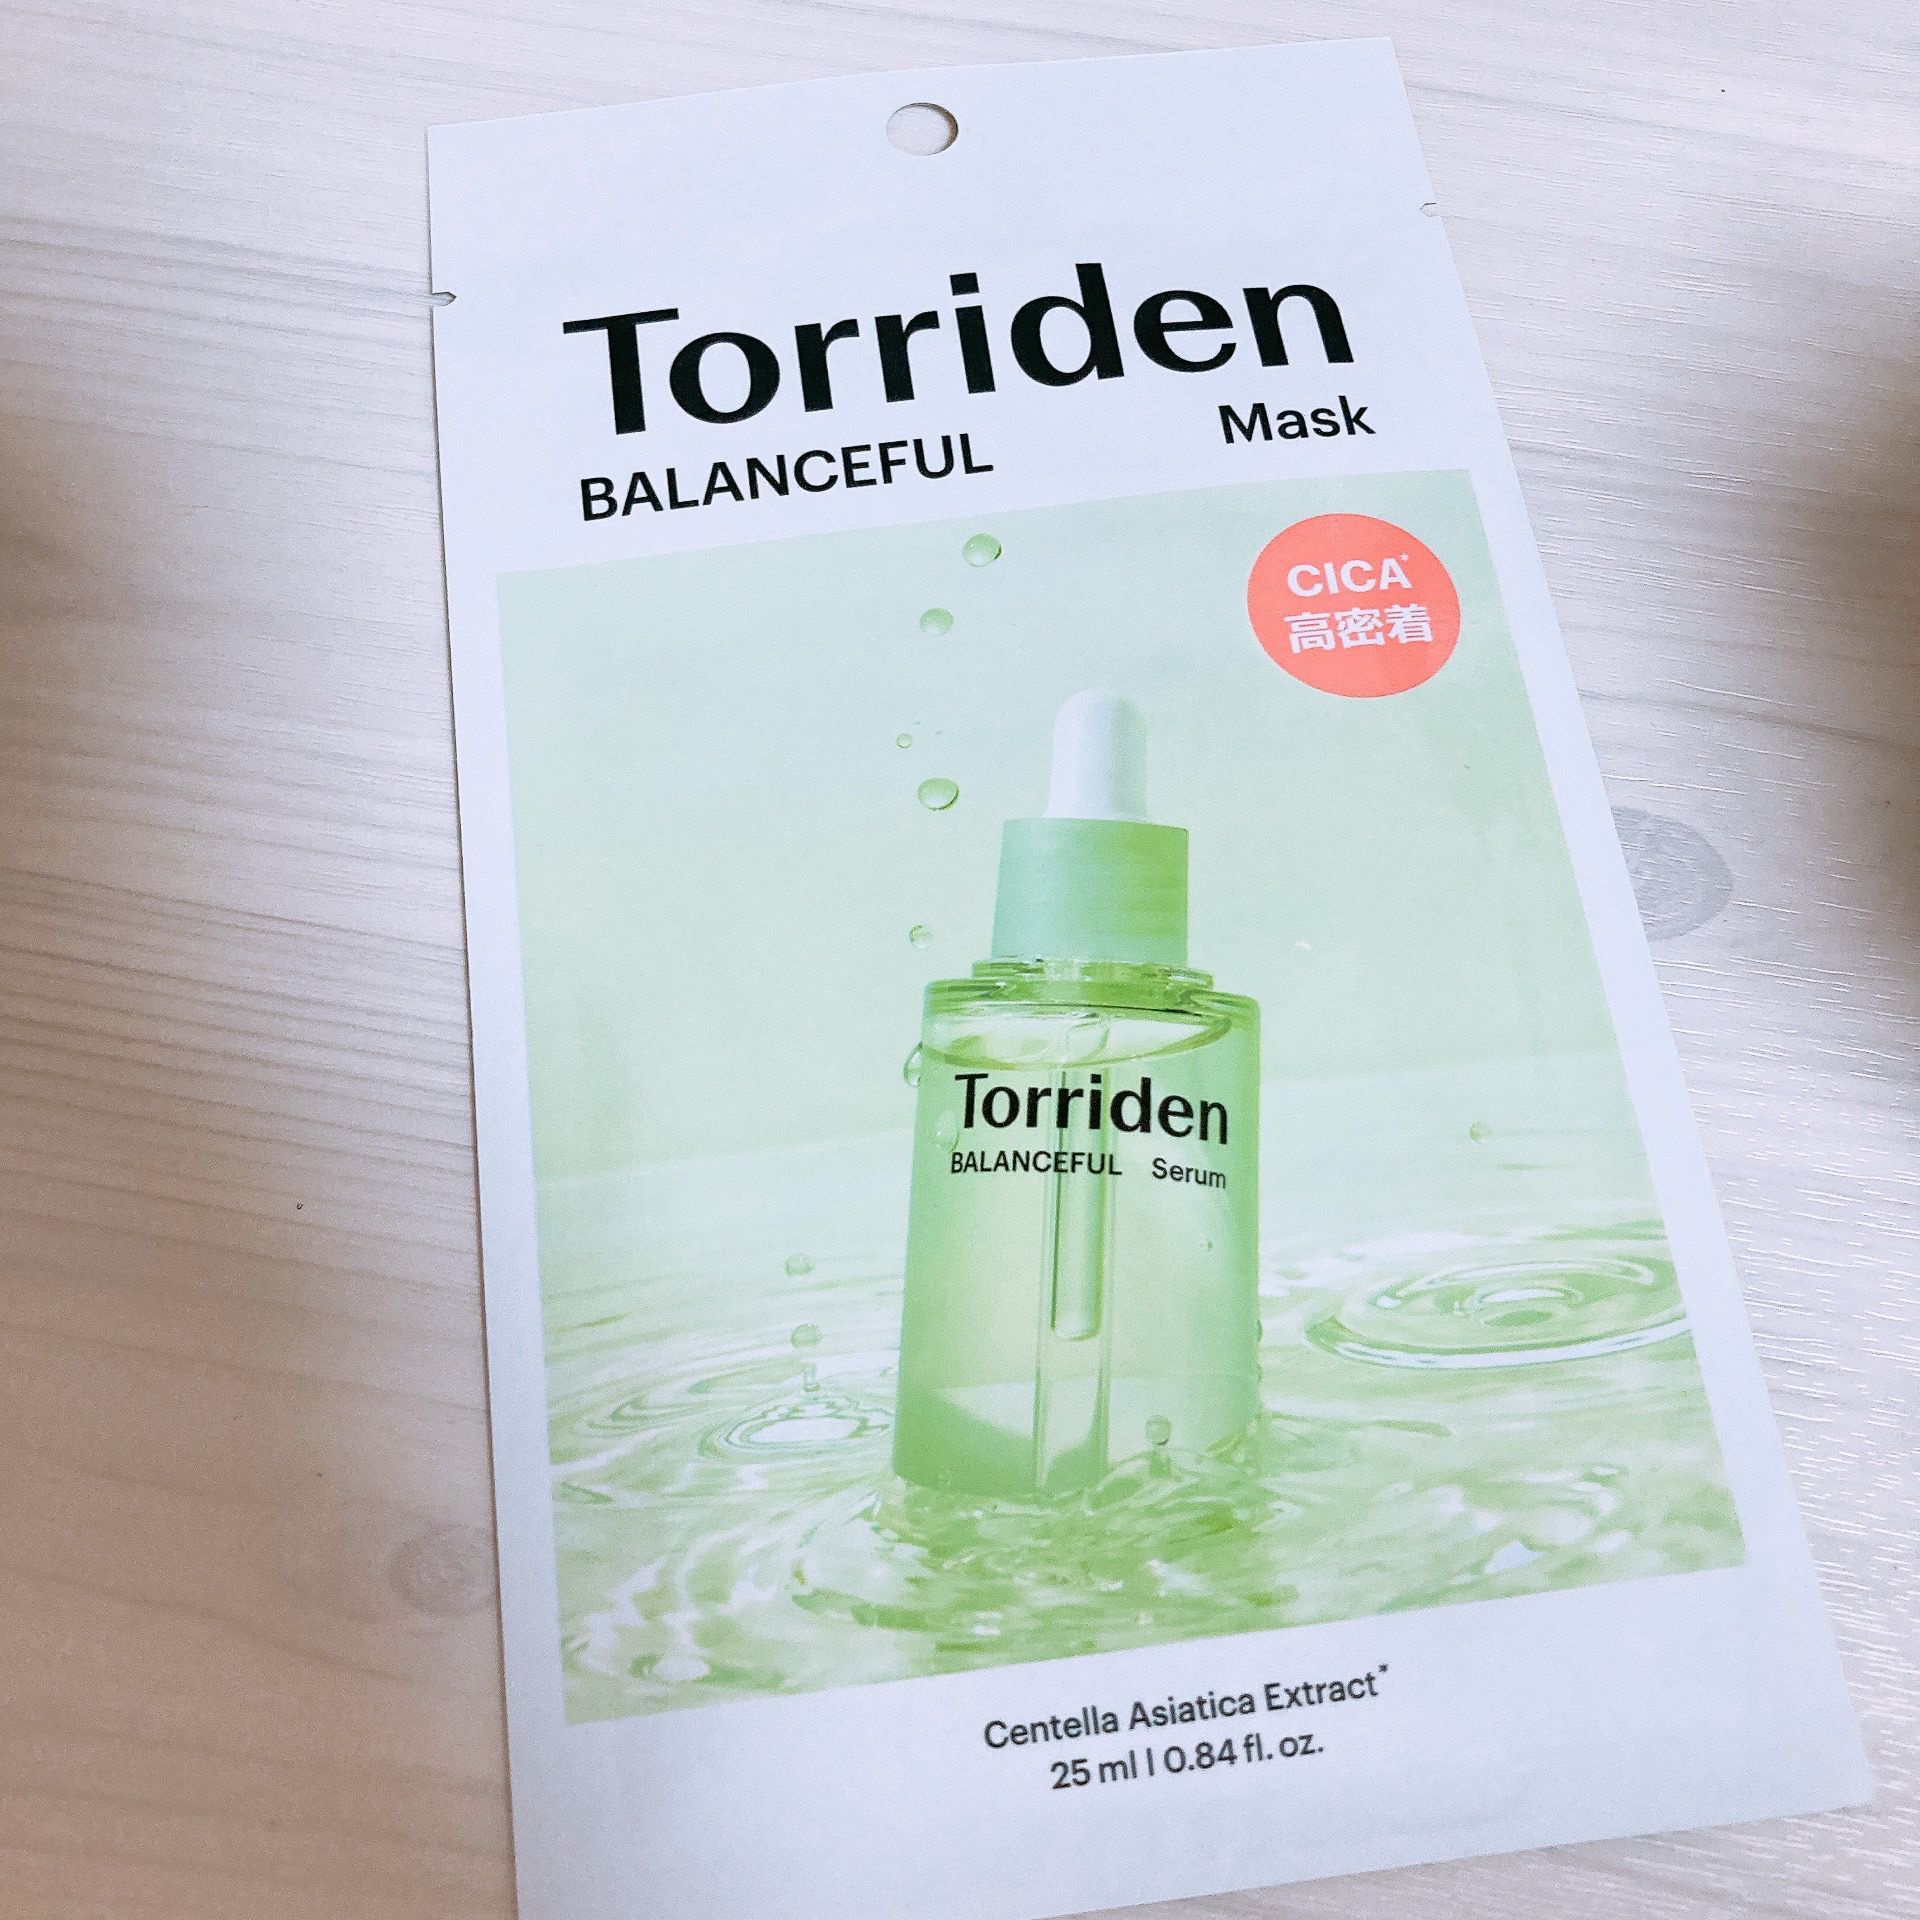 Torriden
BALANCEFUL Mask
CICA*
高密着
Torriden
BALANCEFUL Serum
Centella Asiatica Extract*
25 ml | 0.84 fl. oz.